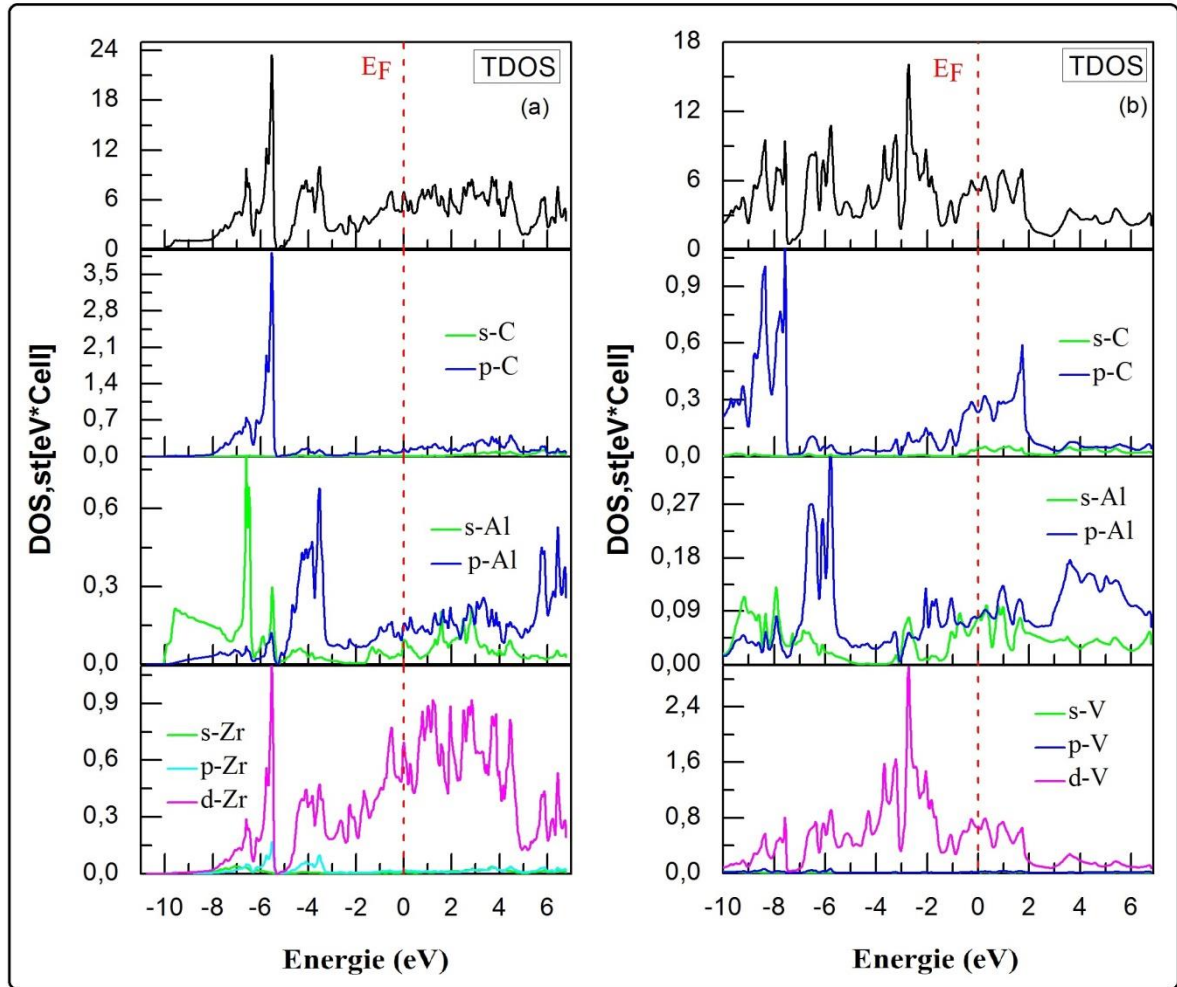 24
18
12
6
0
E_F
TDOS
(a)
3,5
2,8
2,1
1,4
0,7
0,0
s-C
p-C
0,6
0,3
0,0
s-Al
p-Al
0,9
0,6
0,3
0,0
s-Zr
p-Zr
d-Zr
-10 -8 -6 -4 -2 0 2 4 6
Energie (eV)
DOS,st[eV*Cell]
18
12
6
0
E_F
TDOS
(b)
0,9
0,6
0,3
0,0
s-C
p-C
0,27
0,18
0,09
0,00
s-Al
p-Al
2,4
1,6
0,8
0,0
s-V
p-V
d-V
-10 -8 -6 -4 -2 0 2 4 6
Energie (eV)
DOS,st[eV*Cell]